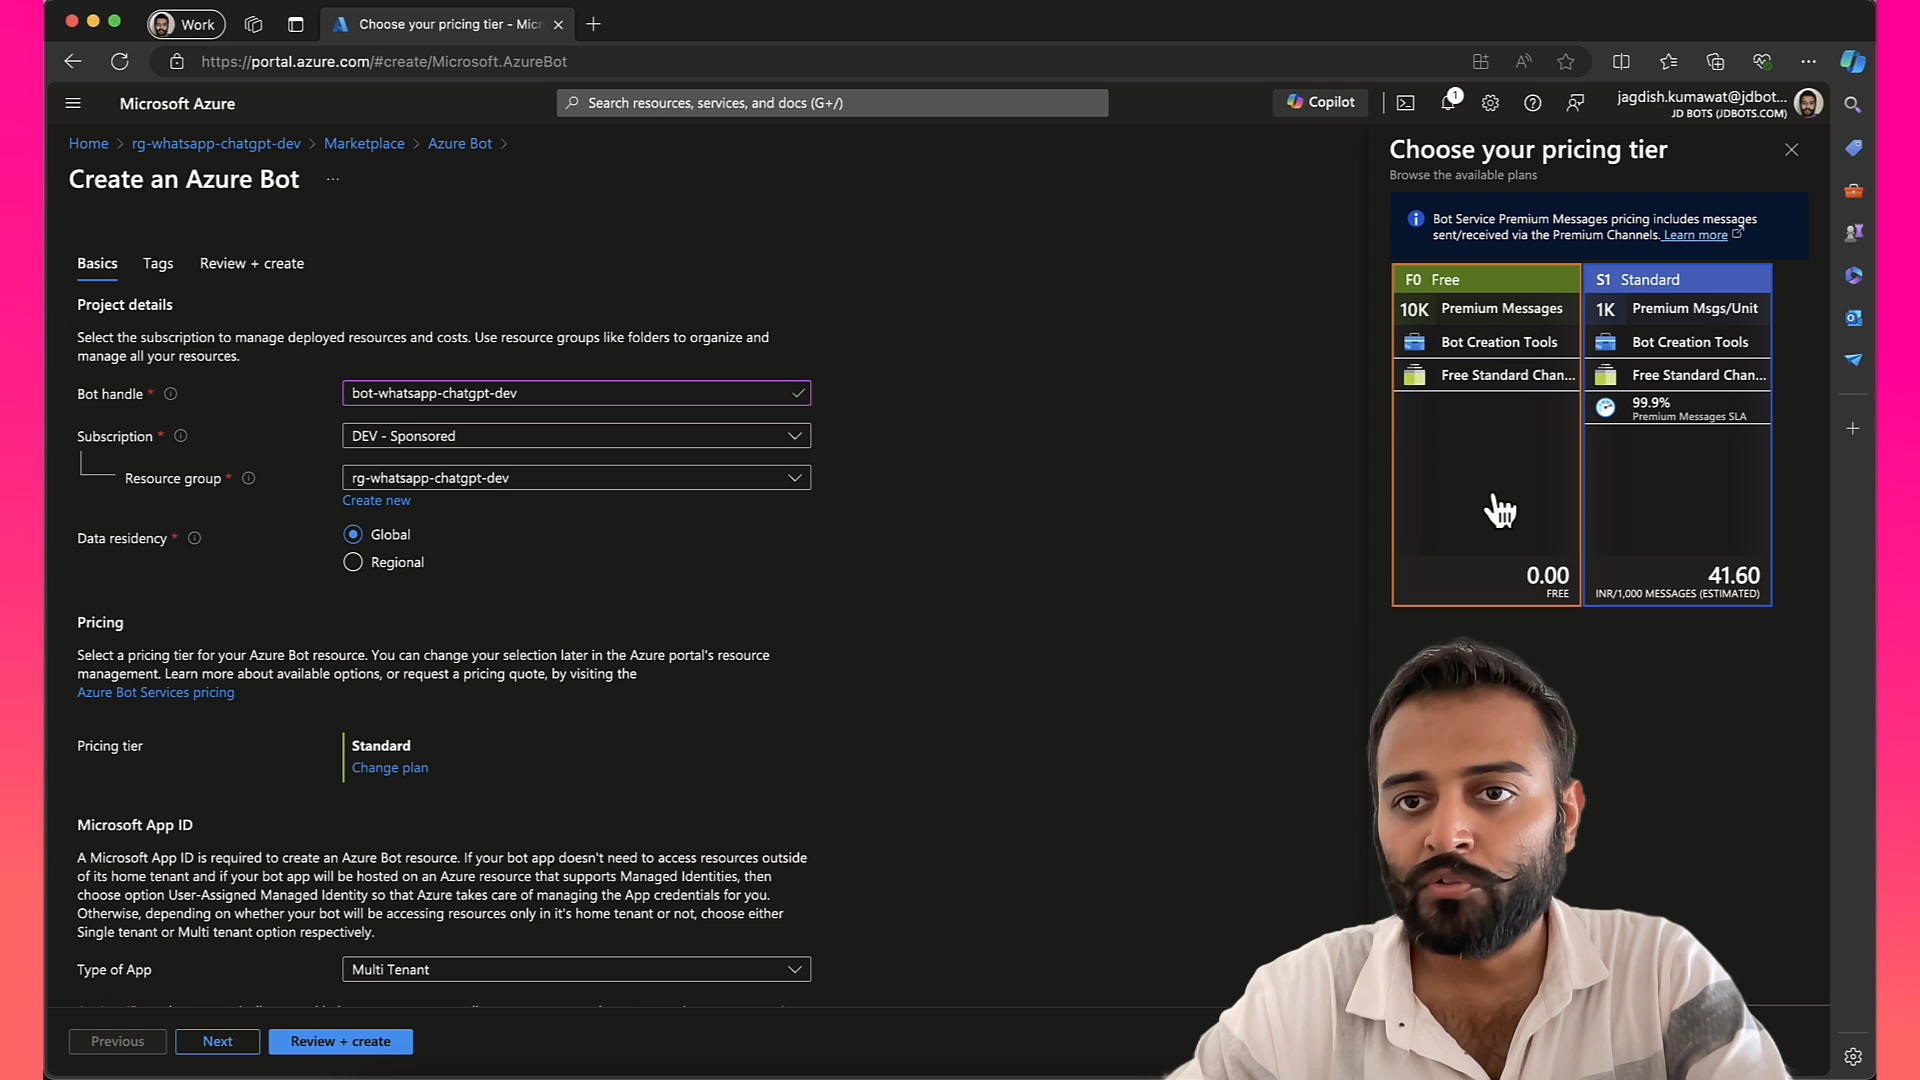 Work
Choose your pricing tier - Micr
https://portal.azure.com/#create/Microsoft.AzureBot
Microsoft Azure
Search resources, services, and docs (G+/)
Copilot
1
jagdish.kumawat@jdbot...
JD BOTS (JDBOTS.COM)
Home > rg-whatsapp-chatgpt-dev > Marketplace > Azure Bot >
Create an Azure Bot ...
Basics
Tags
Review + create
Project details
Select the subscription to manage deployed resources and costs. Use resource groups like folders to organize and
manage all your resources.
Bot handle *
bot-whatsapp-chatgpt-dev
Subscription *
DEV - Sponsored
Resource group *
rg-whatsapp-chatgpt-dev
Create new
Data residency *
Global
Regional
Pricing
Select a pricing tier for your Azure Bot resource. You can change your selection later in the Azure portal's resource
management. Learn more about available options, or request a pricing quote, by visiting the
Azure Bot Services pricing
Pricing tier
Standard
Change plan
Microsoft App ID
A Microsoft App ID is required to create an Azure Bot resource. If your bot app doesn't need to access resources outside
of its home tenant and if your bot app will be hosted on an Azure resource that supports Managed Identities, then
choose option User-Assigned Managed Identity so that Azure takes care of managing the App credentials for you.
Otherwise, depending on whether your bot will be accessing resources only in it's home tenant or not, choose either
Single tenant or Multi tenant option respectively.
Type of App
Multi Tenant
Previous
Next
Review + create
Choose your pricing tier
Browse the available plans
Bot Service Premium Messages pricing includes messages
sent/received via the Premium Channels. Learn more
F0 Free
10K Premium Messages
Bot Creation Tools
Free Standard Chan...
0.00
FREE
S1 Standard
1K Premium Msgs/Unit
Bot Creation Tools
Free Standard Chan...
99.9%
Premium Messages SLA
41.60
INR/1,000 MESSAGES (ESTIMATED)